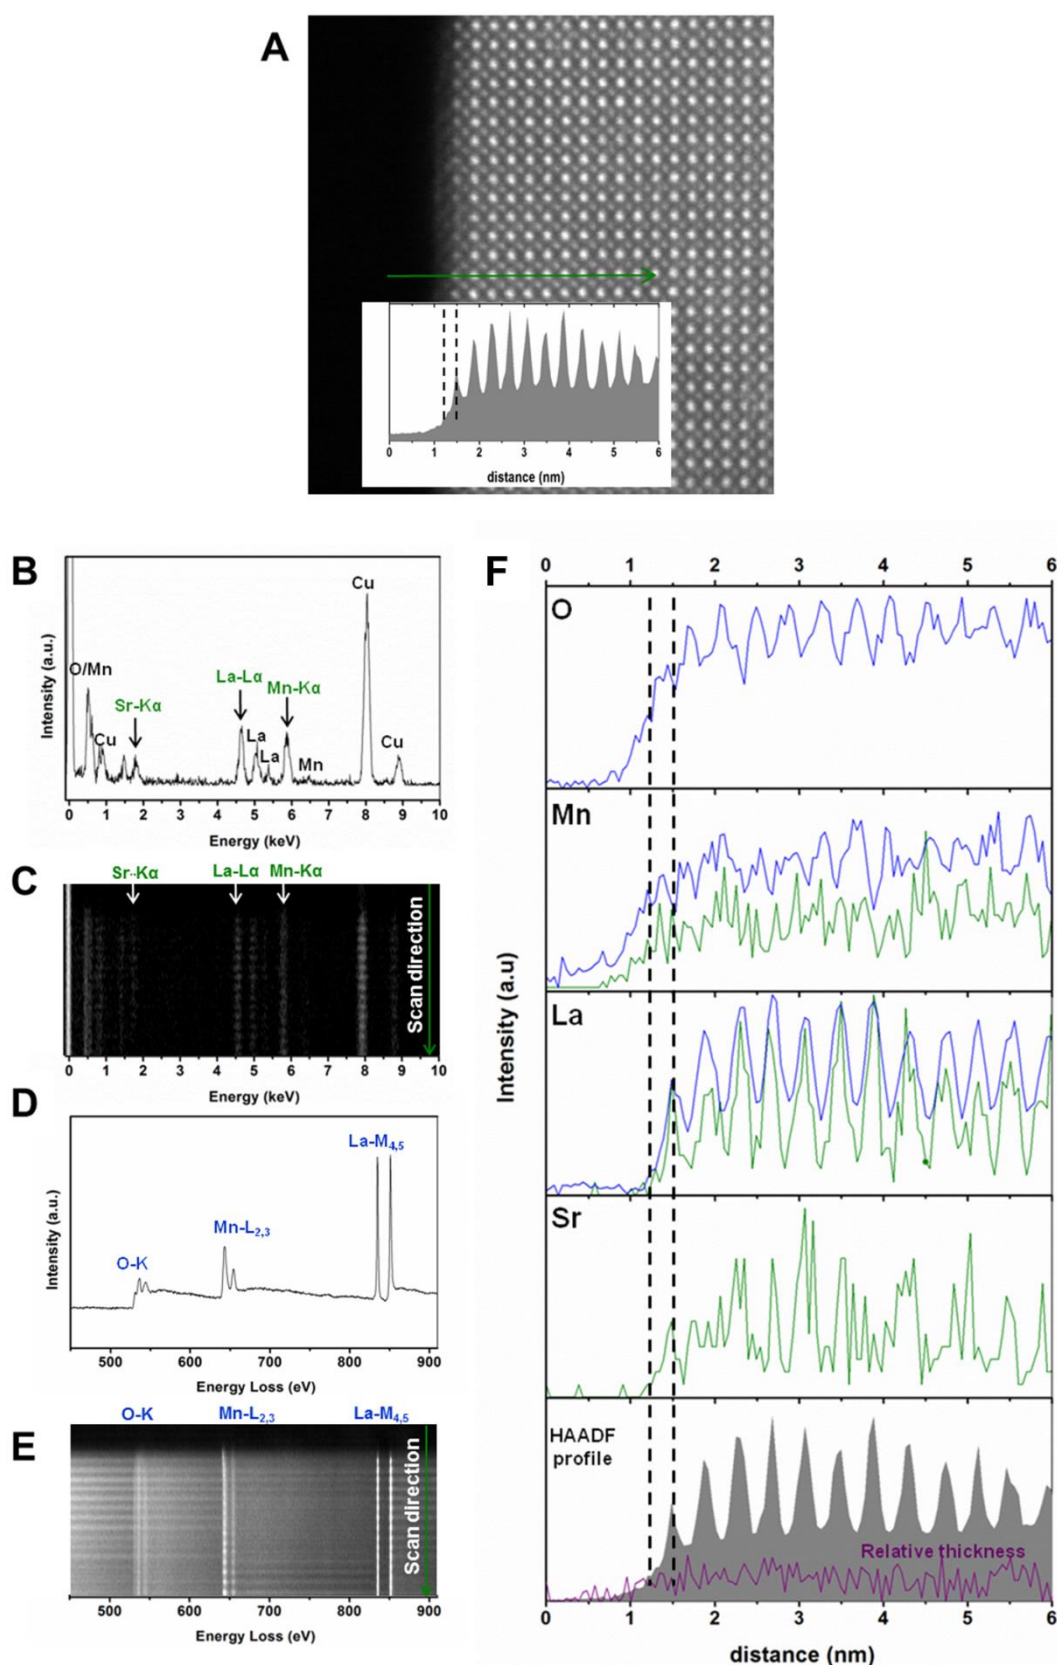 A
0 1 2 3 4 5 6
distance (nm)
B
Intensity (a.u.)
O/Mn
Cu
Sr-Kα
La-Lα
La
La
Mn-Kα
Mn
Cu
Cu
0 1 2 3 4 5 6 7 8 9 10
Energy (keV)
C
Sr-Kα La-Lα Mn-Kα
Scan direction
0 1 2 3 4 5 6 7 8 9 10
Energy (keV)
D
Intensity (a.u.)
O-K
Mn-L2,3
La-M4,5
500 600 700 800 900
Energy Loss (eV)
E
O-K Mn-L2,3 La-M4,5
Scan direction
500 600 700 800 900
Energy Loss (eV)
F
0 1 2 3 4 5 6
O
Mn
La
Sr
HAADF
profile
Relative thickness
Intensity (a.u)
0 1 2 3 4 5 6
distance (nm)